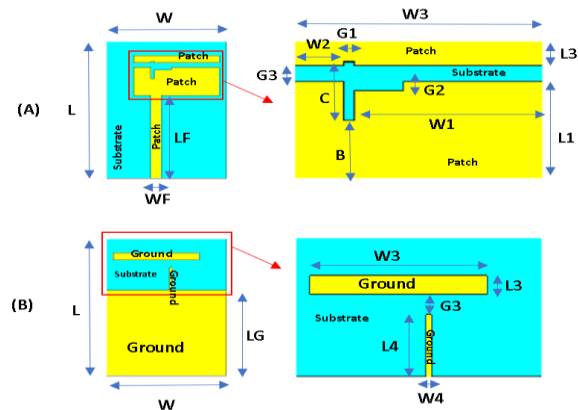 W
Patch
Patch
L
(A)
Substrate
Patch
LF
WF
W3
G1
W2
Patch
L3
G3
Substrate
C
G2
W1
B
L1
Patch
Ground
Substrate
Ground
L
(B)
Ground
LG
W
W3
Ground
L3
G3
Substrate
L4
Ground
W4